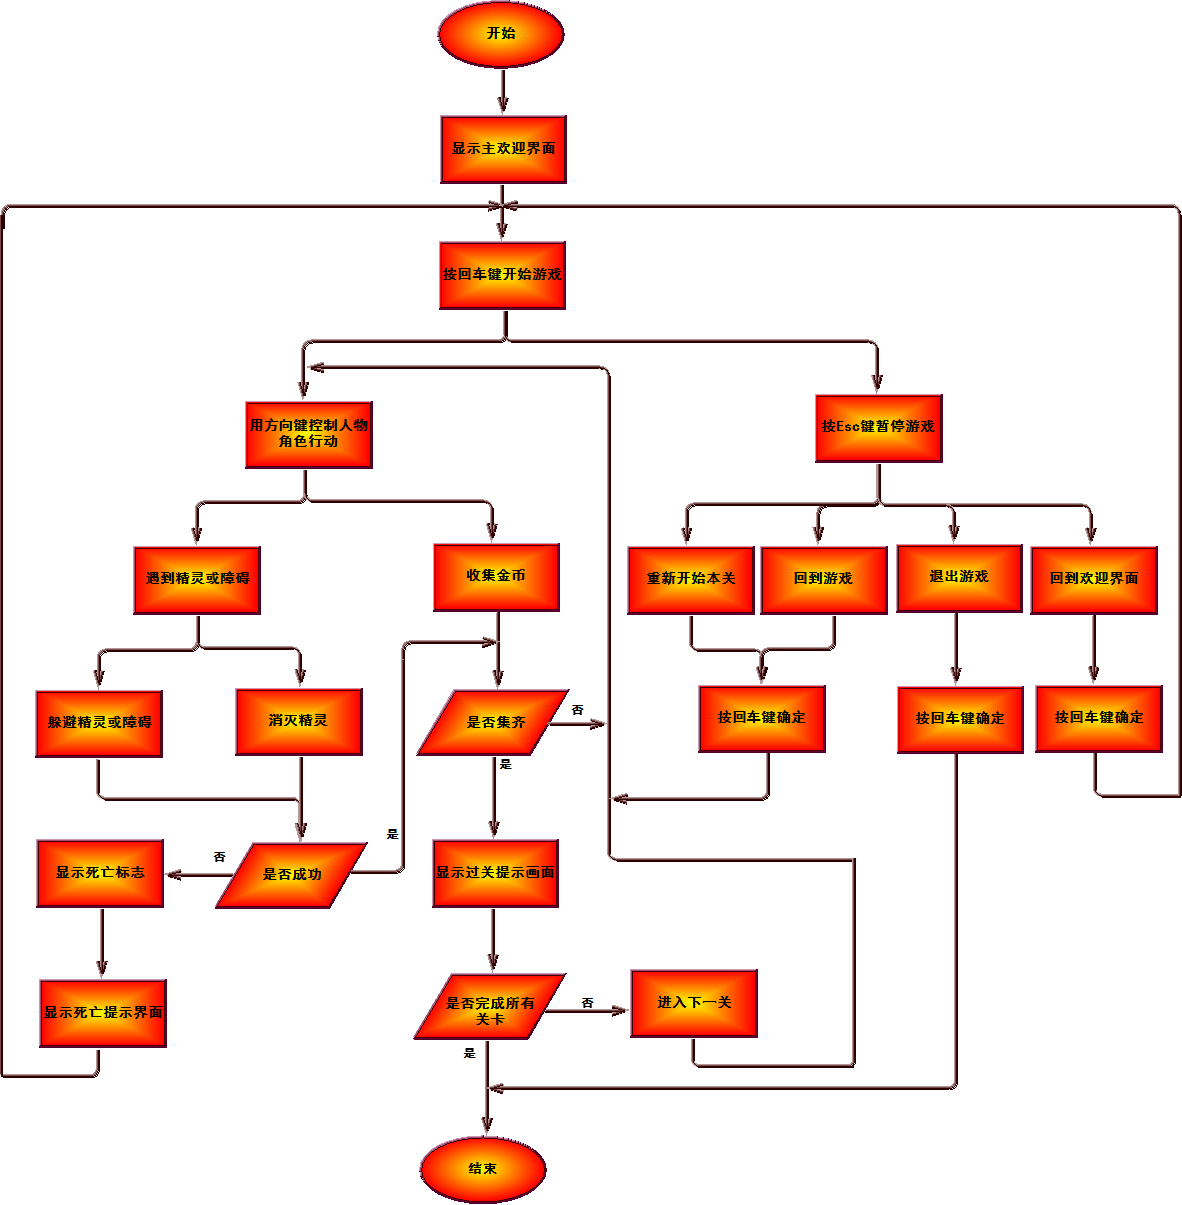 开始
显示主欢迎界面
按回车键开始游戏
用方向键控制人物
角色行动
按Esc键暂停游戏
遇到精灵或障碍
收集金币
重新开始本关
回到游戏
退出游戏
回到欢迎界面
躲避精灵或障碍
消灭精灵
是否集齐
否
按回车键确定
按回车键确定
按回车键确定
是
是
否
显示死亡标志
是否成功
显示过关提示画面
显示死亡提示界面
是否完成所有
关卡
否
进入下一关
是
结束